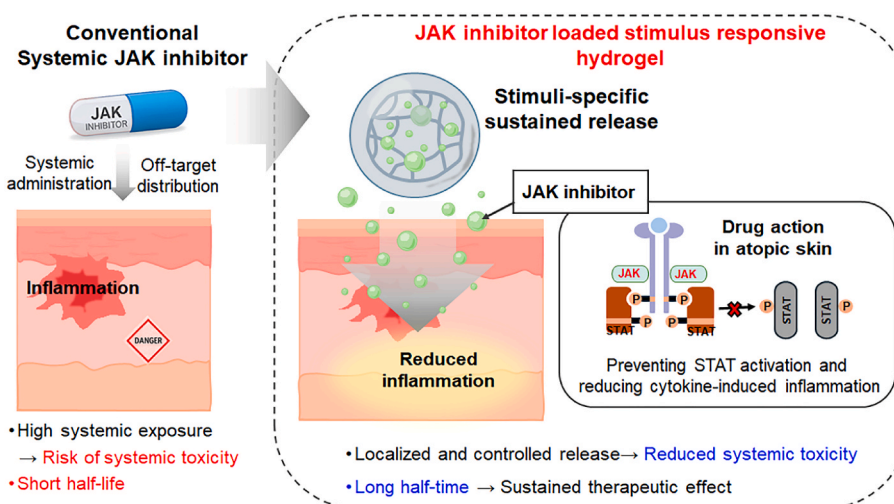 Conventional
Systemic JAK inhibitor
JAK
INHIBITOR
Systemic
administration
Off-target
distribution
Inflammation
DANGER
•High systemic exposure
→ Risk of systemic toxicity
•Short half-life
JAK inhibitor loaded stimulus responsive
hydrogel
Stimuli-specific
sustained release
JAK inhibitor
Reduced
inflammation
Drug action
in atopic skin
JAK
JAK
P
P
P
P
STAT
STAT
P
STAT
STAT
P
Preventing STAT activation and
reducing cytokine-induced inflammation
•Localized and controlled release→ Reduced systemic toxicity
•Long half-time → Sustained therapeutic effect